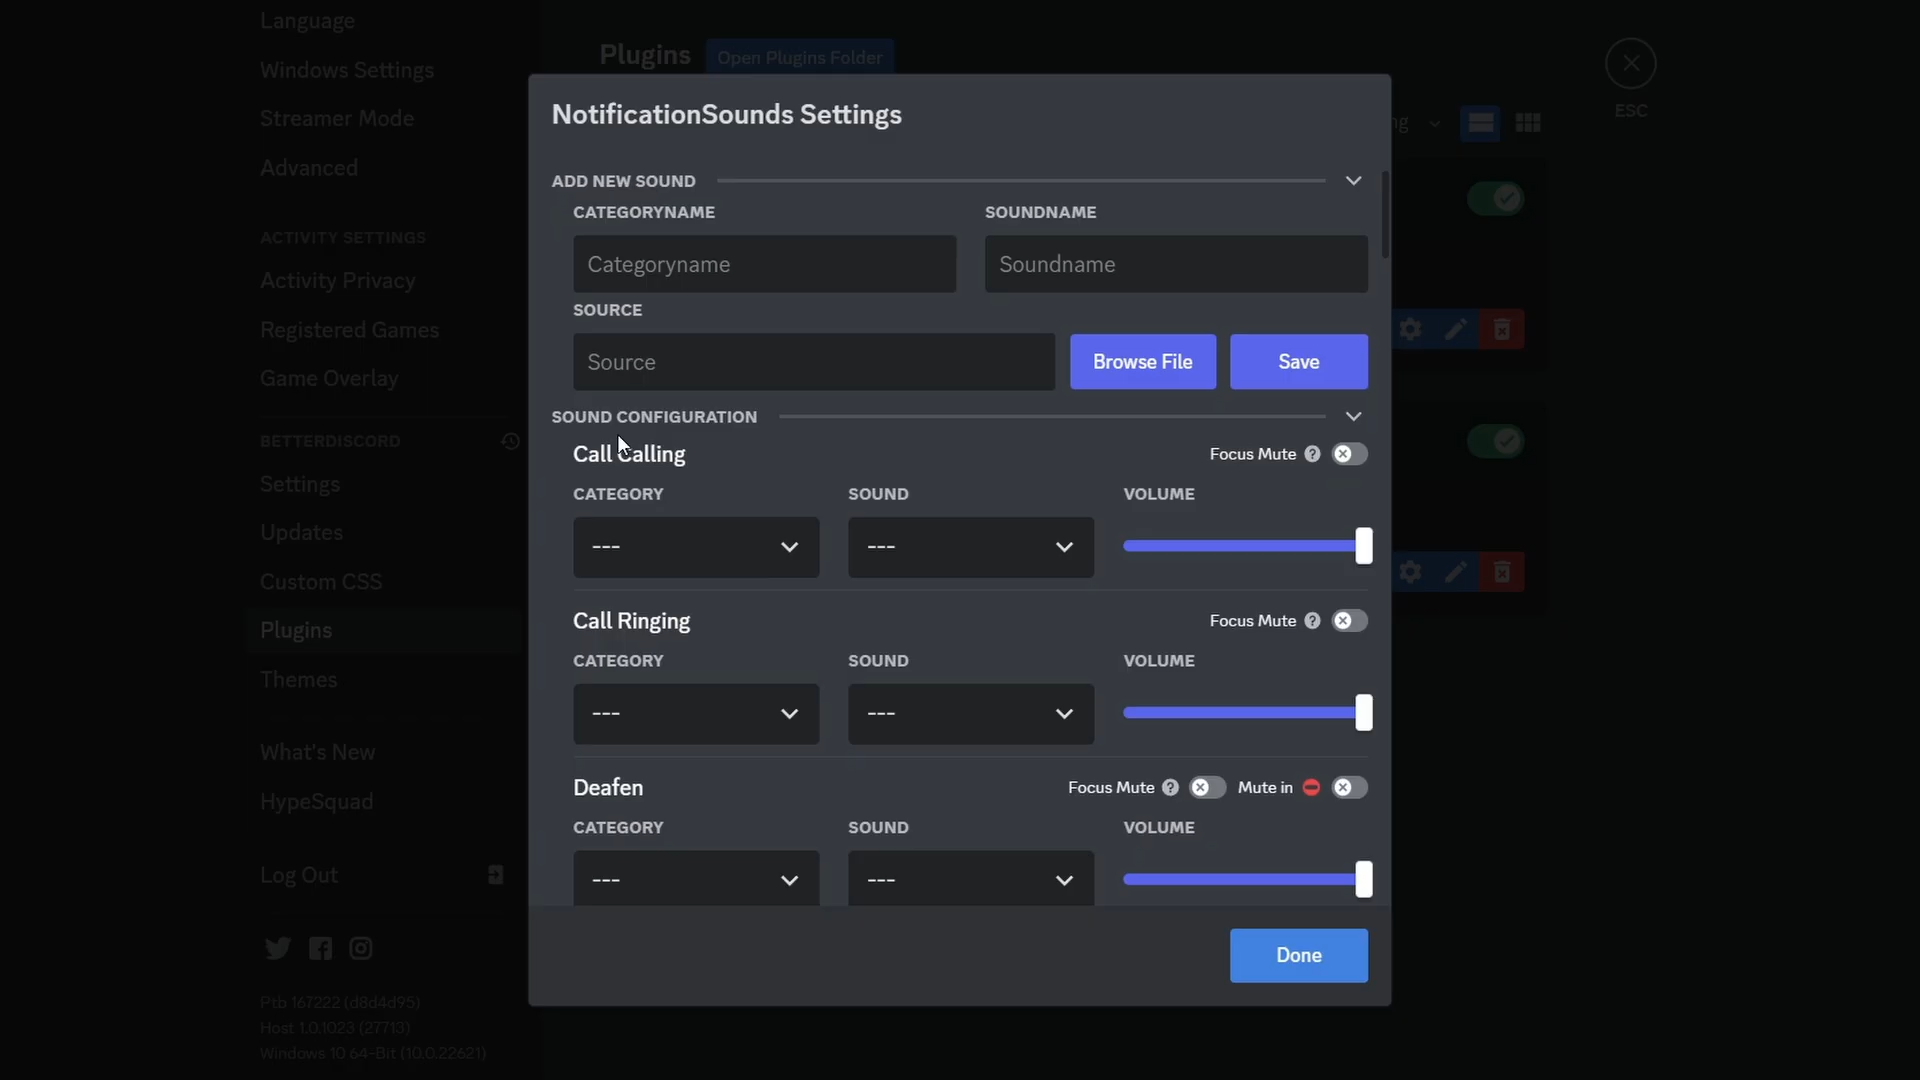 Language
Windows Settings
Streamer Mode
Advanced
ACTIVITY SETTINGS
Activity Privacy
Registered Games
Game Overlay
BETTERDISCORD
Settings
Updates
Custom CSS
Plugins
Themes
What's New
HypeSquad
Log Out
Ptb 167222 (d8d4d95)
Host 1.0.1023 (27713)
Windows 10 64-Bit (10.0.22621)
Plugins
Open Plugins Folder
ESC
NotificationSounds Settings
ADD NEW SOUND
CATEGORYNAME SOUNDNAME
Categoryname Soundname
SOURCE
Source Browse File Save
SOUND CONFIGURATION
Call Calling Focus Mute ?
CATEGORY SOUND VOLUME
--- ---
Call Ringing Focus Mute ?
CATEGORY SOUND VOLUME
--- ---
Deafen Focus Mute ? Mute in
CATEGORY SOUND VOLUME
--- ---
Done